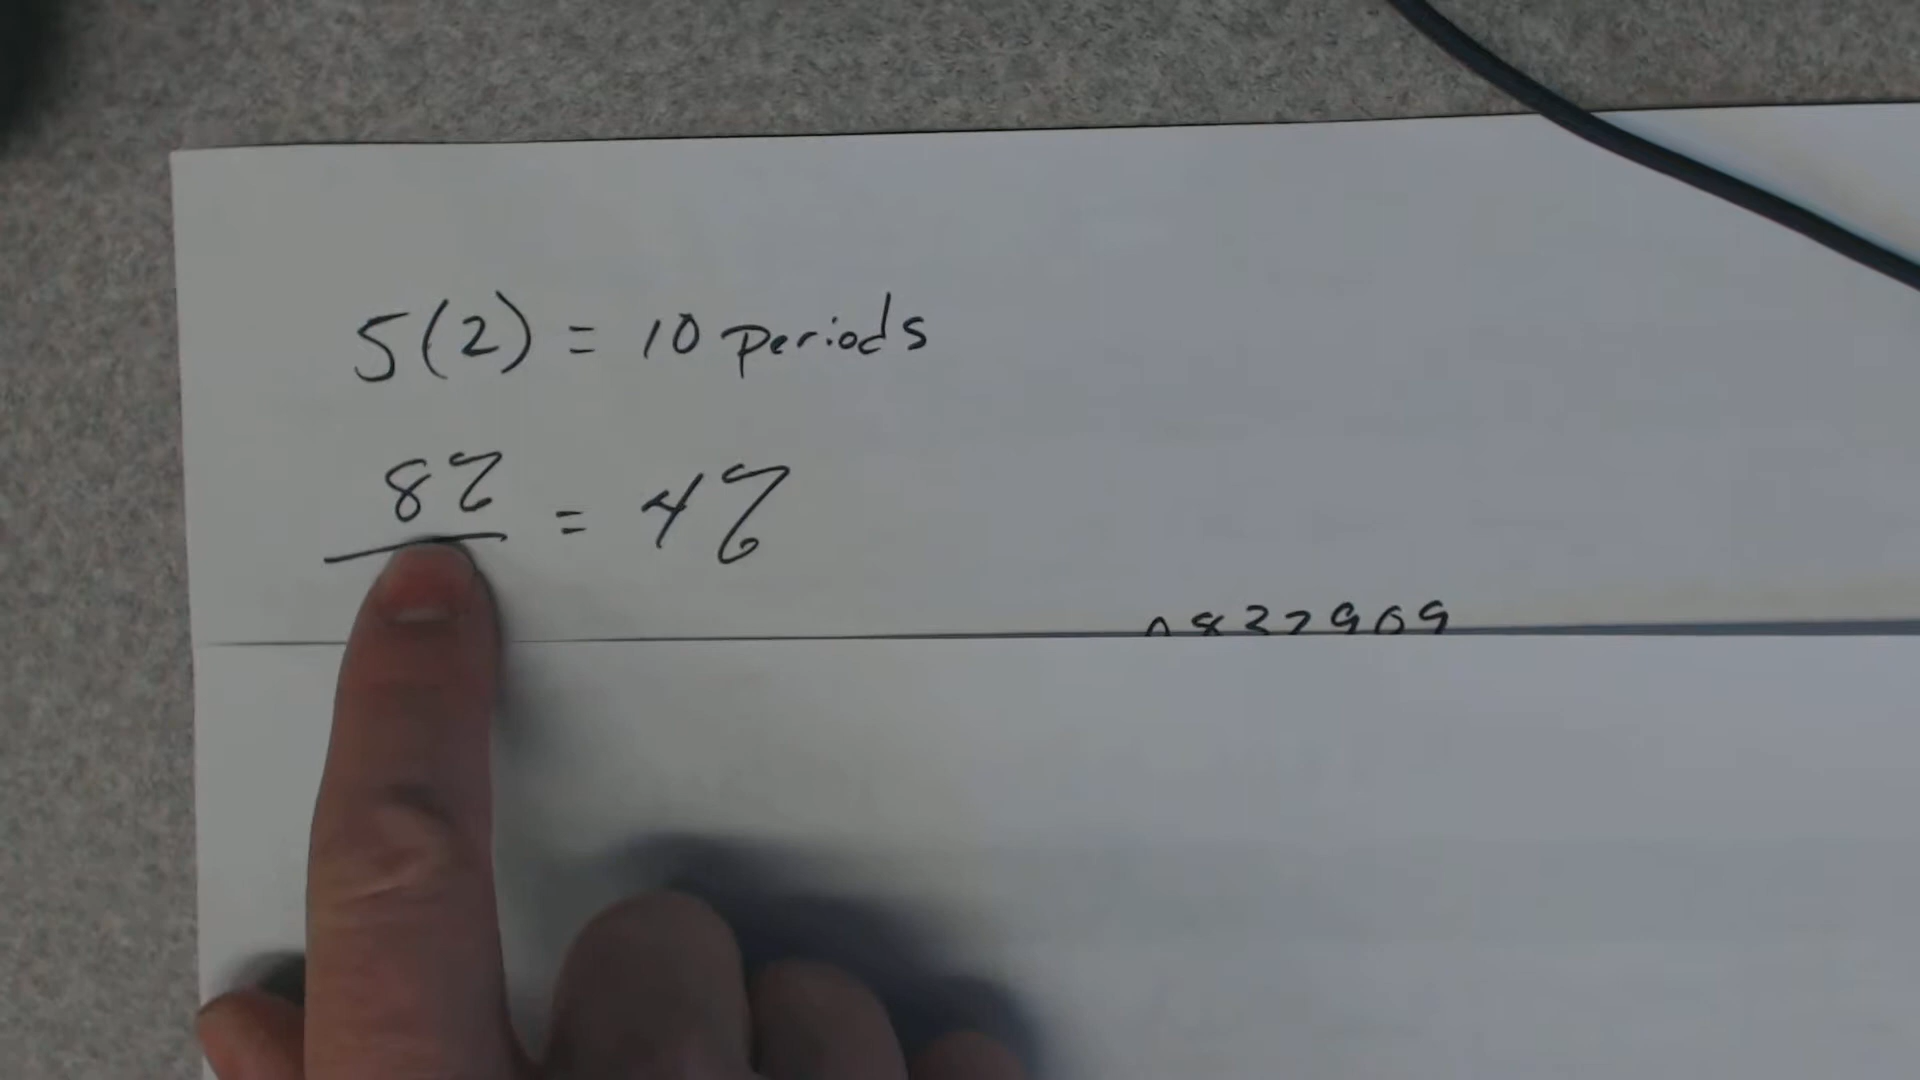 5(2) = 10 periods
8% = 4%